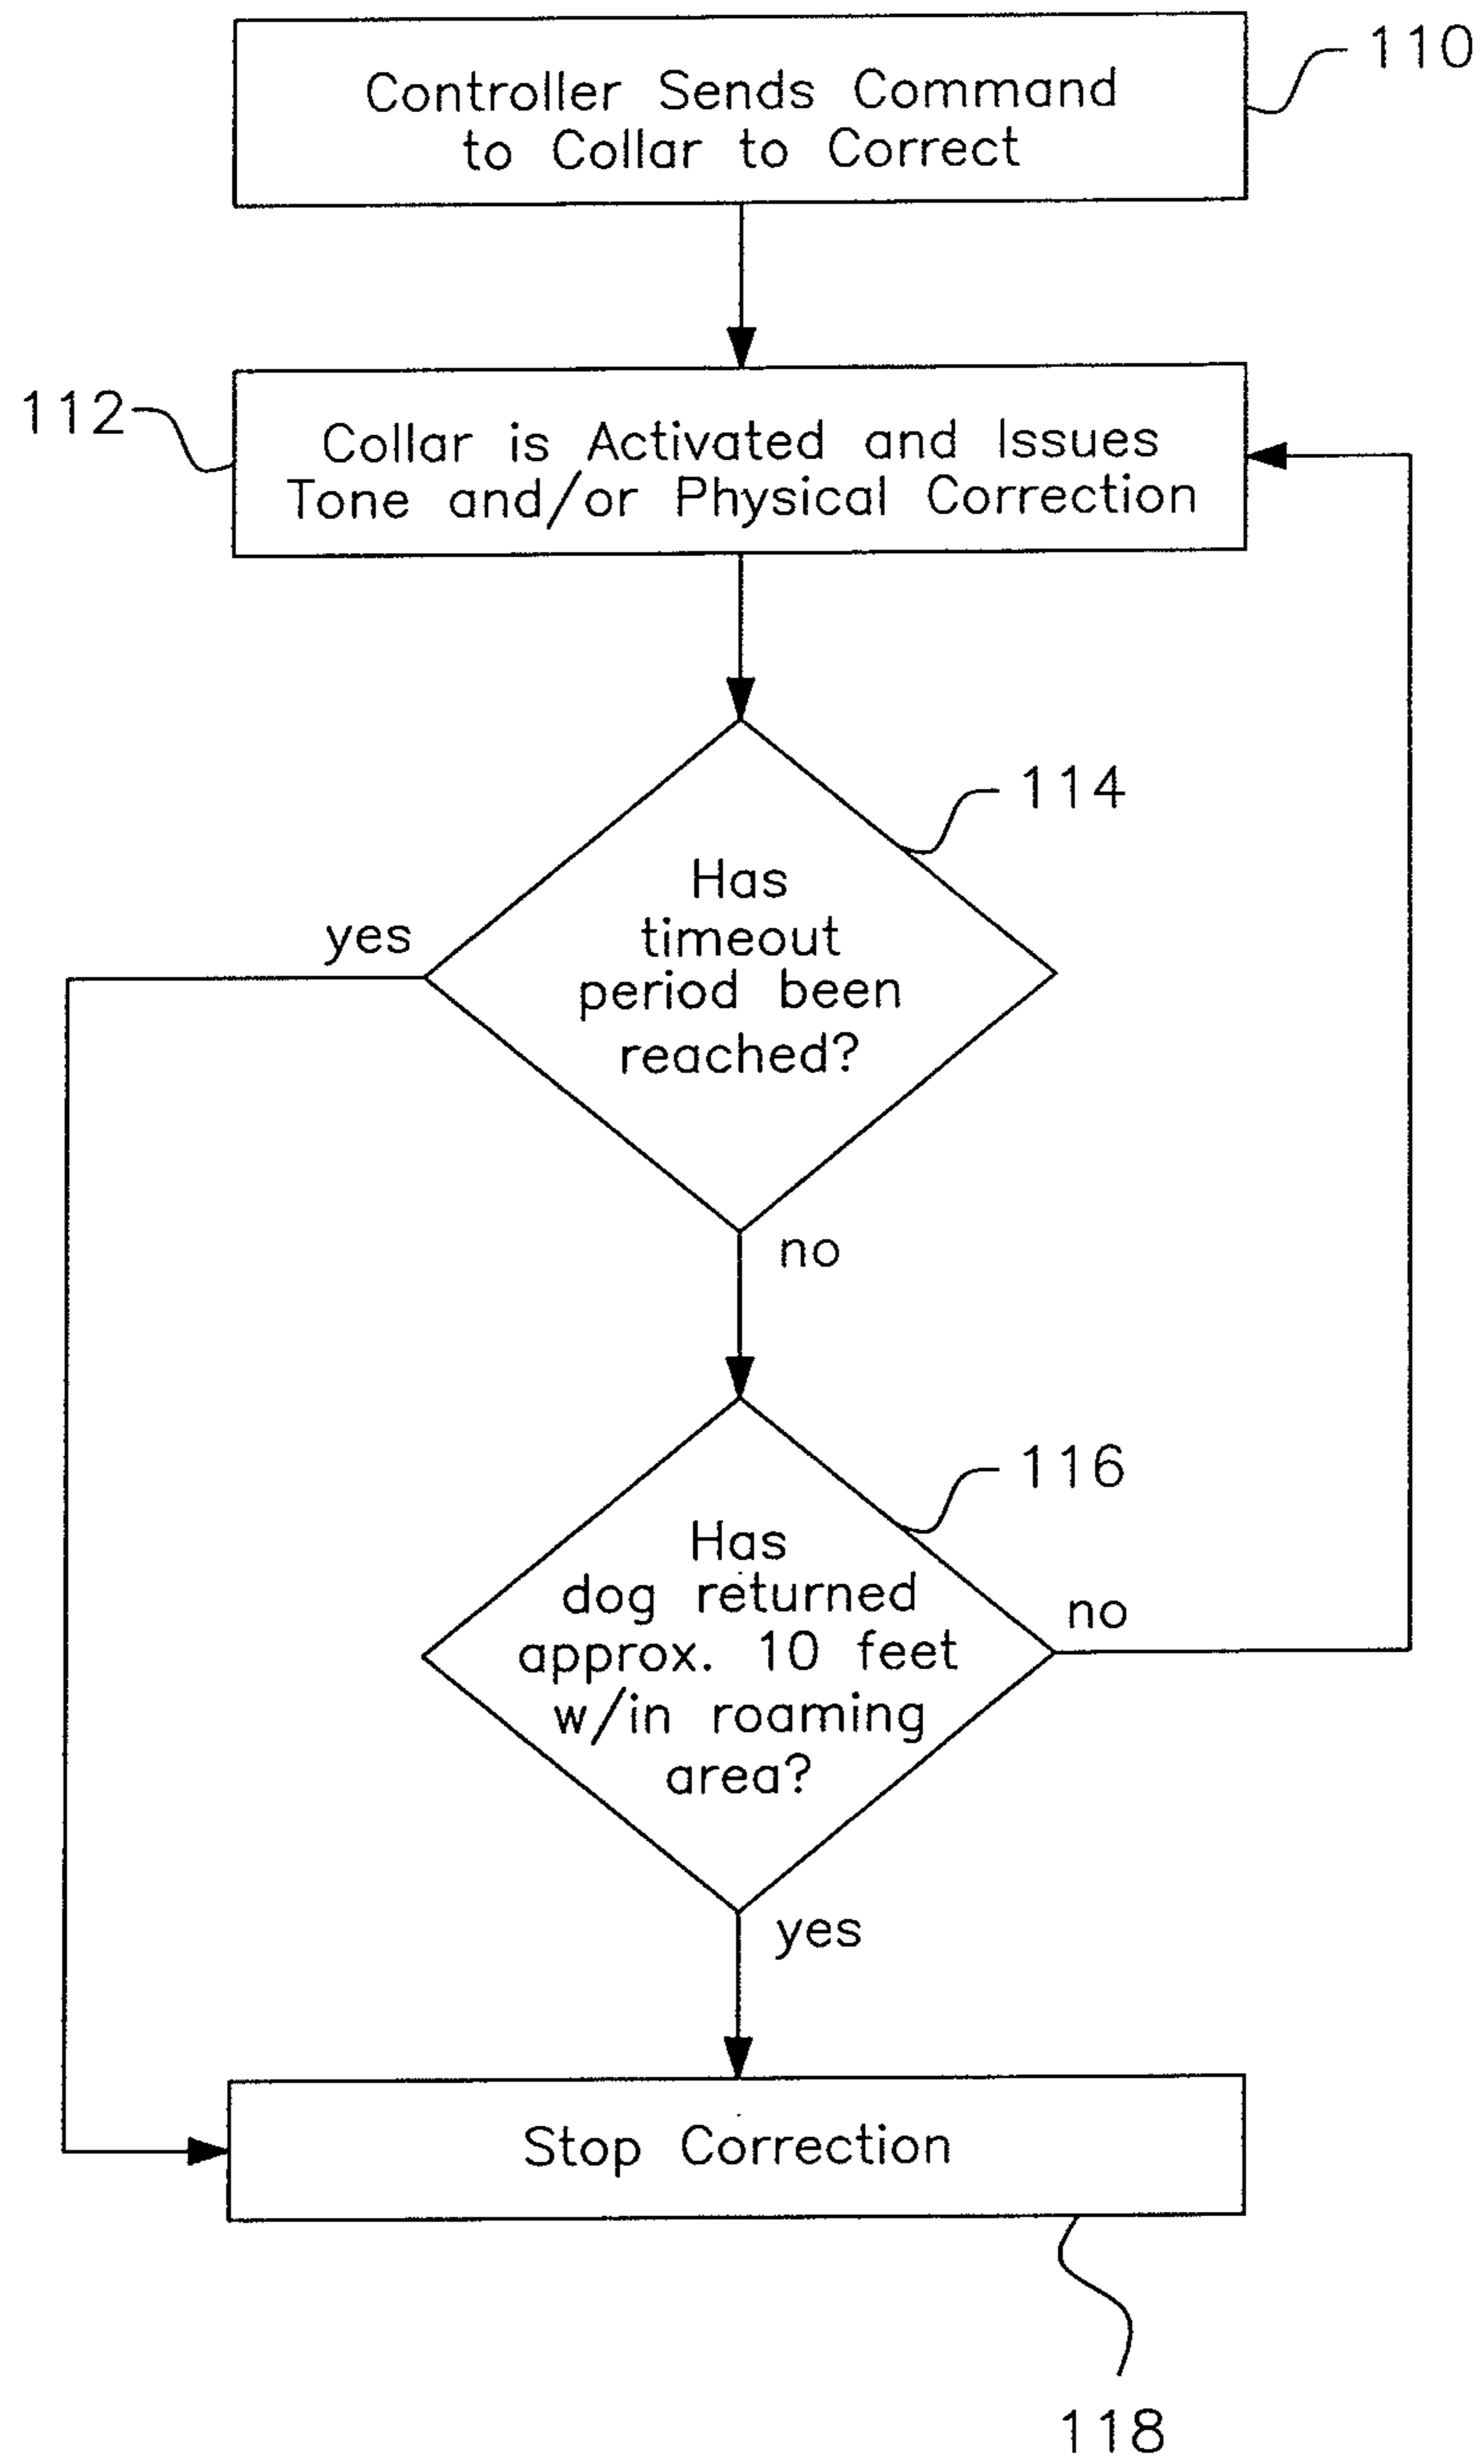 Controller Sends Command
to Collar to Correct
110
112
Collar is Activated and Issues
Tone and/or Physical Correction
114
Has
timeout
period been
reached?
yes
no
116
Has
dog returned
approx. 10 feet
w/in roaming
area?
no
yes
Stop Correction
118